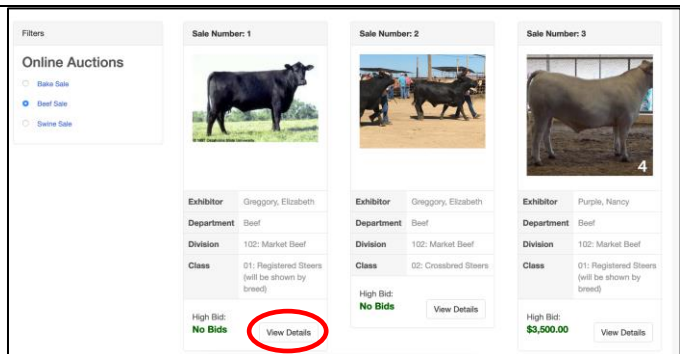 Filters
Online Auctions
Bake Sale
Beef Sale
Swine Sale
Sale Number: 1
Exhibitor Greggory, Elizabeth
Department Beef
Division 102: Market Beef
Class 01: Registered Steers
(will be shown by
breed)
High Bid:
No Bids
View Details
Sale Number: 2
Exhibitor Greggory, Elizabeth
Department Beef
Division 102: Market Beef
Class 02: Crossbred Steers
High Bid:
No Bids
View Details
Sale Number: 3
4
Exhibitor Purple, Nancy
Department Beef
Division 102: Market Beef
Class 01: Registered Steers
(will be shown by
breed)
High Bid:
$3,500.00
View Details